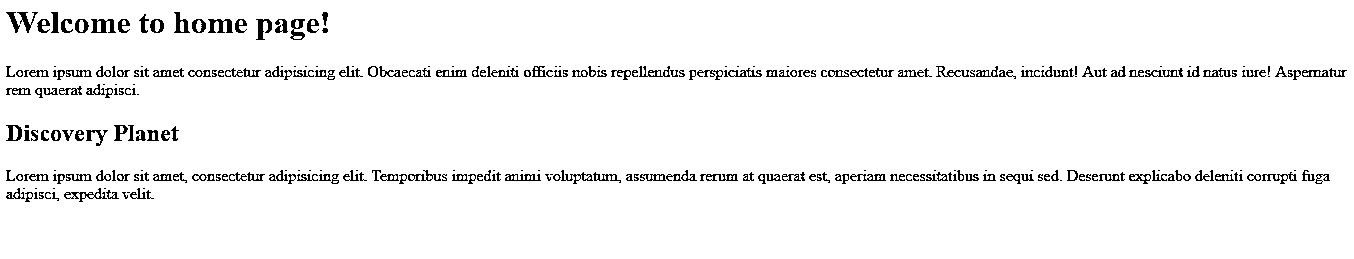 Welcome to home page!
Lorem ipsum dolor sit amet consectetur adipisicing elit. Obcaecati enim deleniti officiis nobis repellendus perspiciatis maiores consectetur amet. Recusandae, incidunt! Aut ad nesciunt id natus iure! Aspernatur
rem quaerat adipisci.
Discovery Planet
Lorem ipsum dolor sit amet, consectetur adipisicing elit. Temporibus impedit animi voluptatum, assumenda rerum at quaerat est, aperiam necessitatibus in sequi sed. Deserunt explicabo deleniti corrupti fuga
adipisci, expedita velit.